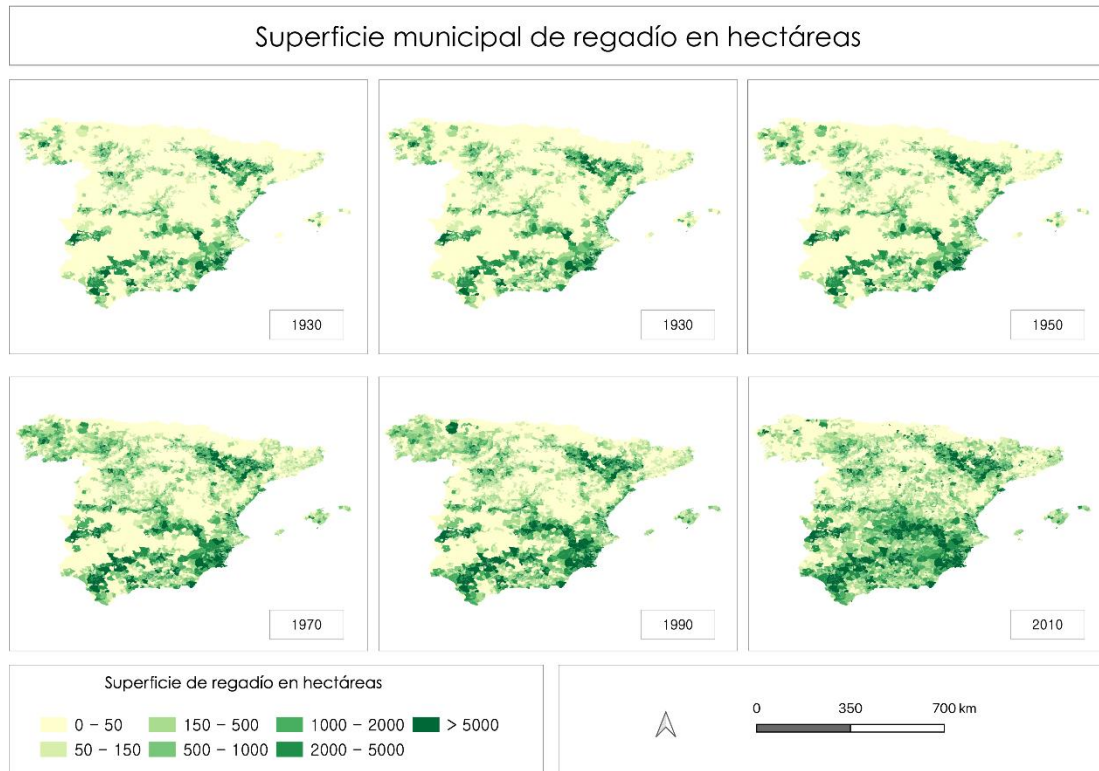 Superficie municipal de regadío en hectáreas
1930
1930
1950
1970
1990
2010
Superficie de regadío en hectáreas
0 – 50
150 – 500
1000 – 2000
> 5000
50 – 150
500 – 1000
2000 – 5000
0
350
700 km